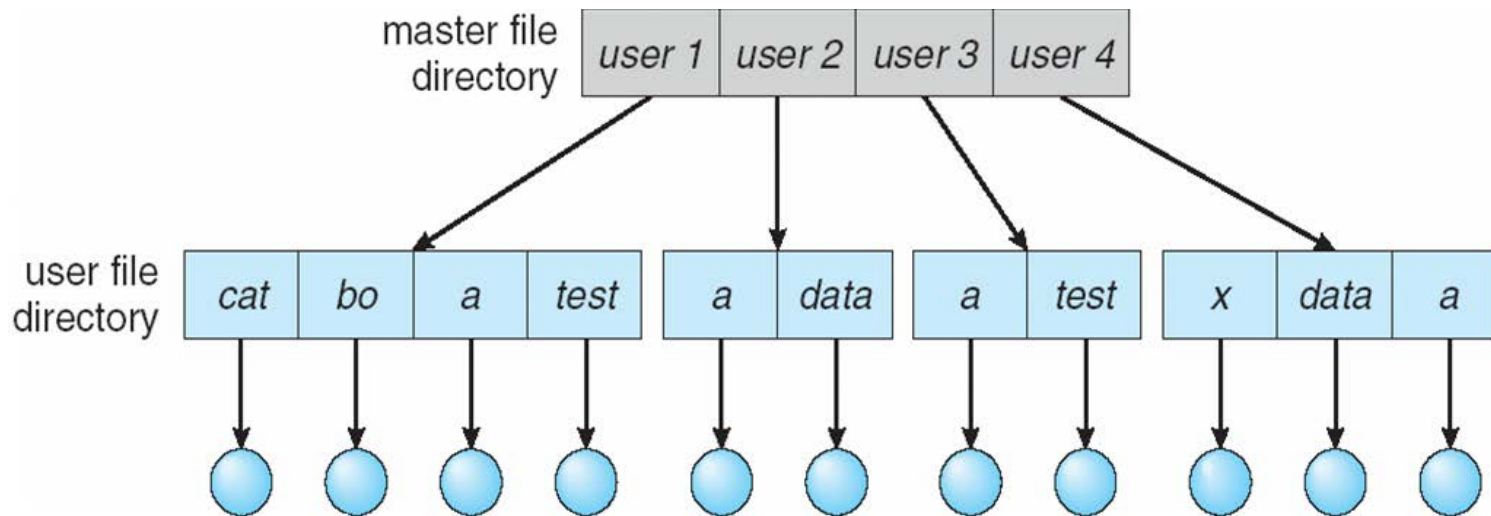 master file
directory
user 1 user 2 user 3 user 4
user file
directory
cat bo a test a data a test x data a